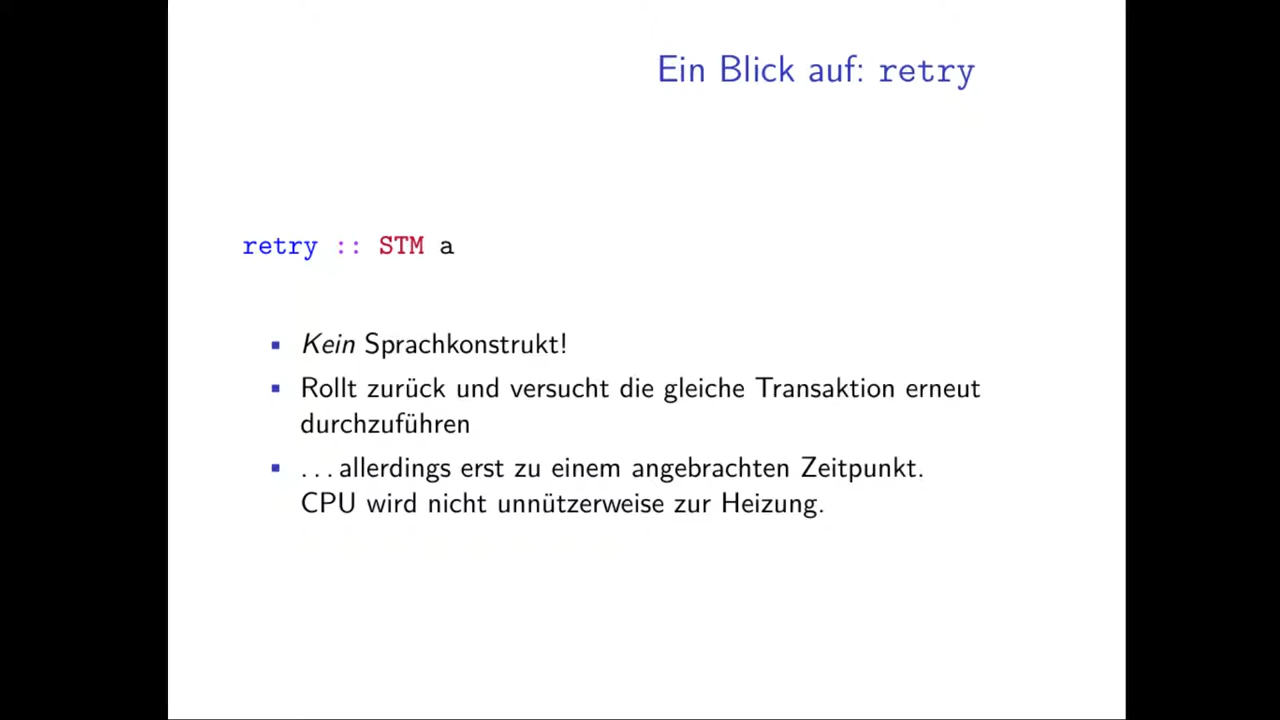 Ein Blick auf: retry
retry :: STM a
▪ Kein Sprachkonstrukt!
▪ Rollt zurück und versucht die gleiche Transaktion erneut
durchzuführen
▪ ...allerdings erst zu einem angebrachten Zeitpunkt.
CPU wird nicht unnützerweise zur Heizung.